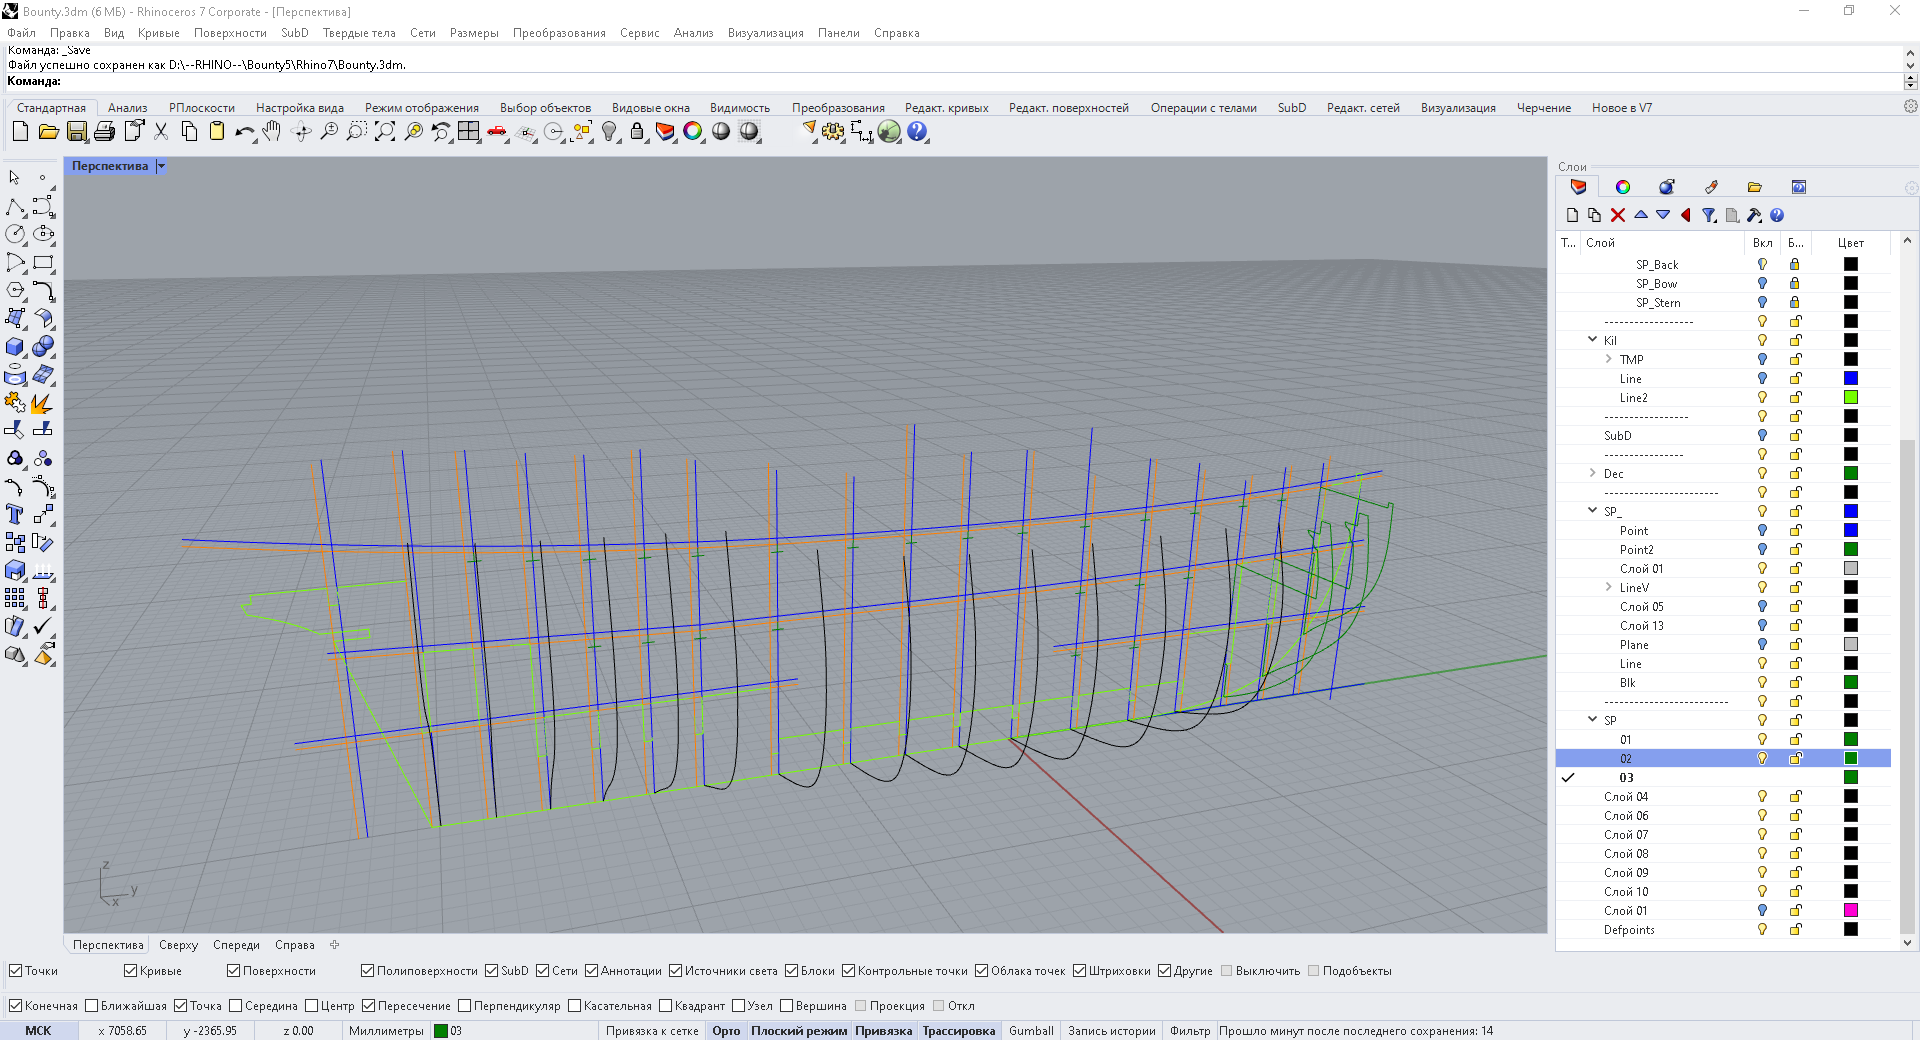 Bounty.3dm (6 МБ) - Rhinoceros 7 Corporate - [Перспектива]
Файл Правка Вид Кривые Поверхности SubD Твердые тела Сети Размеры Преобразования Сервис Анализ Визуализация Панели Справка
Команда: _Save
Файл успешно сохранен как D:\--RHINO--\Bounty5\Rhino7\Bounty.3dm.
Команда:
Стандартная Анализ РПлоскости Настройка вида Режим отображения Выбор объектов Видовые окна Видимость Преобразования Редакт. кривых Редакт. поверхностей Операции с телами SubD Редакт. сетей Визуализация Черчение Новое в V7
Перспектива
Слои
Т... Слой Вкл Б... Цвет
SP_Back
SP_Bow
SP_Stern
------------------
Kil
TMP
Line
Line2
-----------------
SubD
----------------
Dec
-----------------------
SP_
Point
Point2
Слой 01
LineV
Слой 05
Слой 13
Plane
Line
Blk
-------------------------
SP
01
02
03
Слой 04
Слой 06
Слой 07
Слой 08
Слой 09
Слой 10
Слой 01
Defpoints
z
y
x
Перспектива Сверху Спереди Справа
Точки Кривые Поверхности Полиповерхности SubD Сети Аннотации Источники света Блоки Контрольные точки Облака точек Штриховки Другие Выключить Подобъекты
Конечная Ближайшая Точка Середина Центр Пересечение Перпендикуляр Касательная Квадрант Узел Вершина Проекция Откл
МСК x 7058.65 y -2365.95 z 0.00 Миллиметры 03 Привязка к сетке Орто Плоский режим Привязка Трассировка Gumball Запись истории Фильтр Прошло минут после последнего сохранения: 14